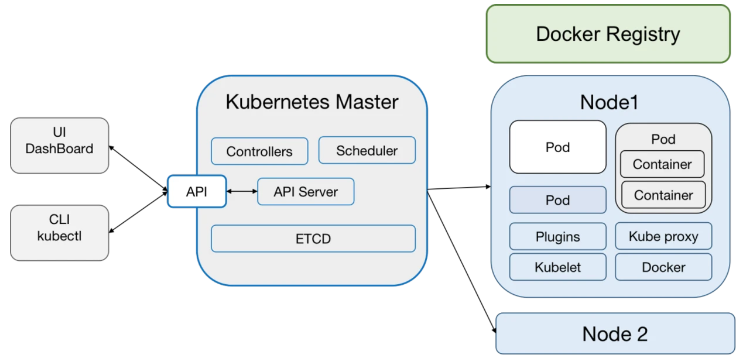 Docker Registry
UI
DashBoard
CLI
kubectl
Kubernetes Master
Controllers
Scheduler
API
API Server
ETCD
Node1
Pod
Pod
Container
Container
Pod
Plugins
Kube proxy
Kubelet
Docker
Node 2